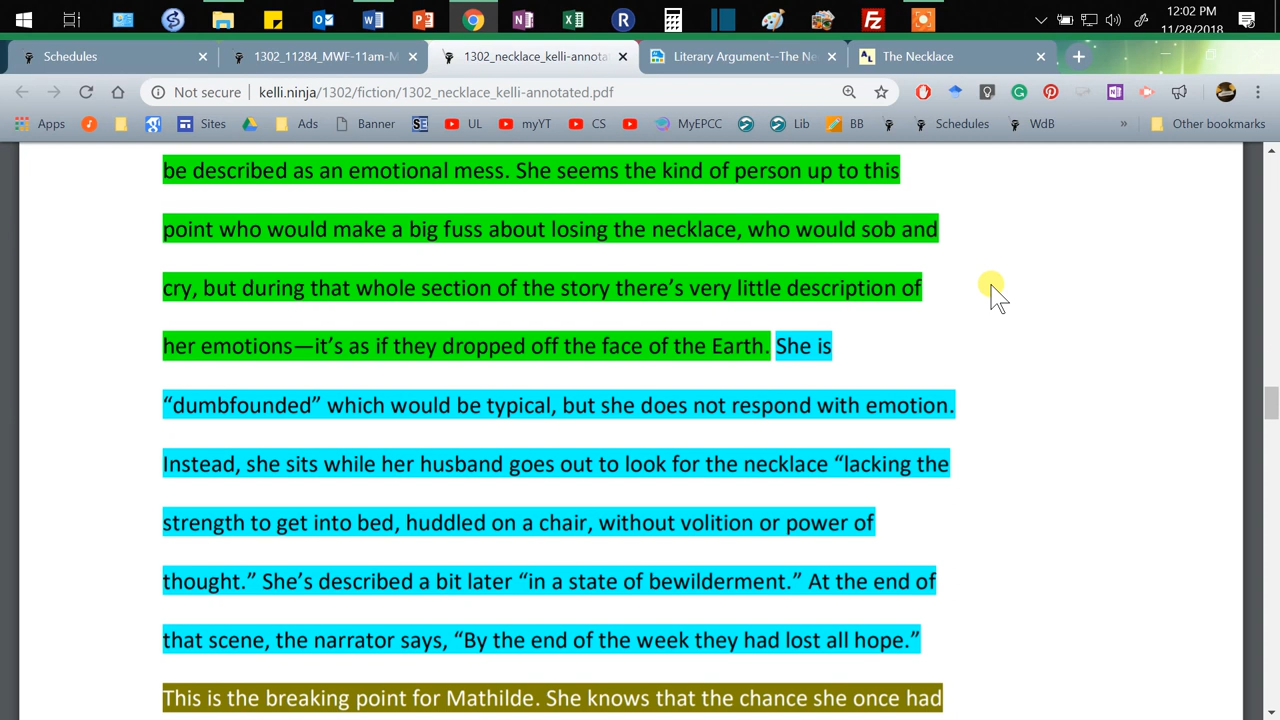 12:02 PM
11/28/2018
Schedules
1302_11284_MWF-11am-M
1302_necklace_kelli-annotat
Literary Argument--The Ne
The Necklace
Not secure
kelli.ninja/1302/fiction/1302_necklace_kelli-annotated.pdf
Apps
Sites
Ads
Banner
SE
UL
myYT
CS
MyEPCC
Lib
BB
Schedules
WdB
»
Other bookmarks
be described as an emotional mess. She seems the kind of person up to this
point who would make a big fuss about losing the necklace, who would sob and
cry, but during that whole section of the story there’s very little description of
her emotions—it’s as if they dropped off the face of the Earth. She is
“dumbfounded” which would be typical, but she does not respond with emotion.
Instead, she sits while her husband goes out to look for the necklace “lacking the
strength to get into bed, huddled on a chair, without volition or power of
thought.” She’s described a bit later “in a state of bewilderment.” At the end of
that scene, the narrator says, “By the end of the week they had lost all hope.”
This is the breaking point for Mathilde. She knows that the chance she once had